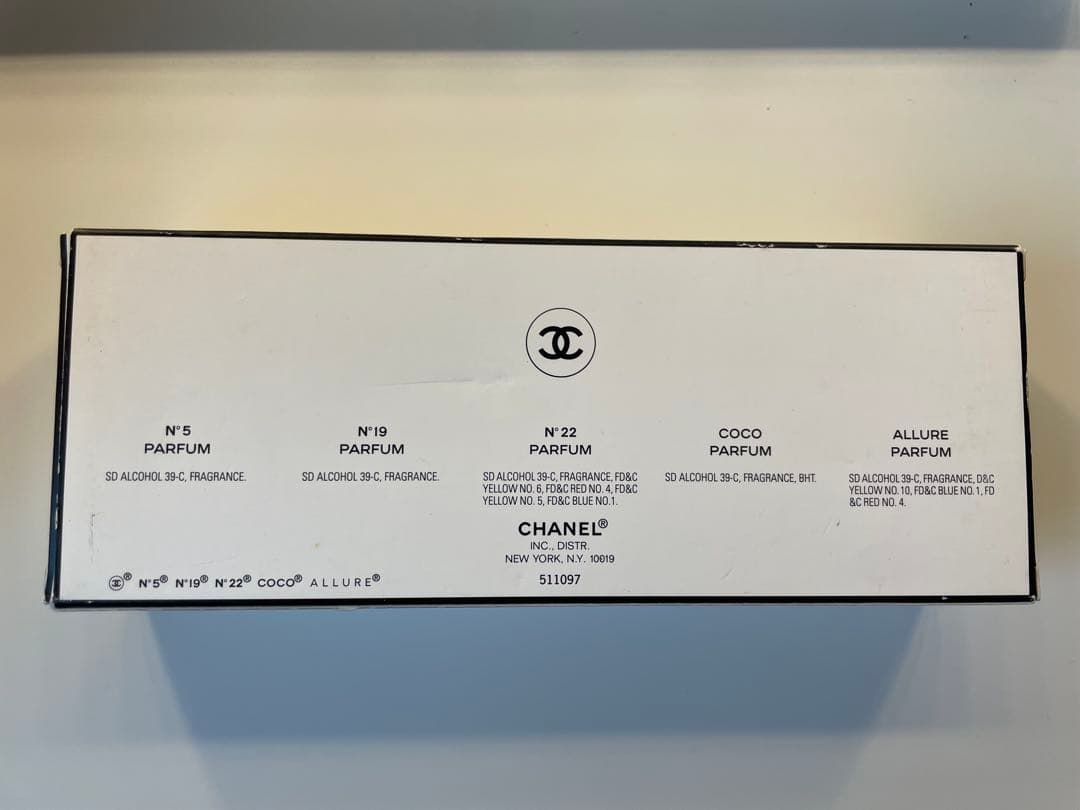 N°5
PARFUM
SD ALCOHOL 39-C, FRAGRANCE.
N°19
PARFUM
SD ALCOHOL 39-C, FRAGRANCE.
N°22
PARFUM
SD ALCOHOL 39-C, FRAGRANCE, FD&C
YELLOW NO. 6, FD&C RED NO. 4, FD&C
YELLOW NO. 5, FD&C BLUE NO.1.
COCO
PARFUM
SD ALCOHOL 39-C, FRAGRANCE, BHT.
ALLURE
PARFUM
SD ALCOHOL 39-C, FRAGRANCE, D&C
YELLOW NO. 10, FD&C BLUE NO. 1, FD
&C RED NO. 4.
CHANEL®
INC., DISTR.
NEW YORK, N.Y. 10019
511097
® N°5® N°19® N°22® COCO® ALLURE®